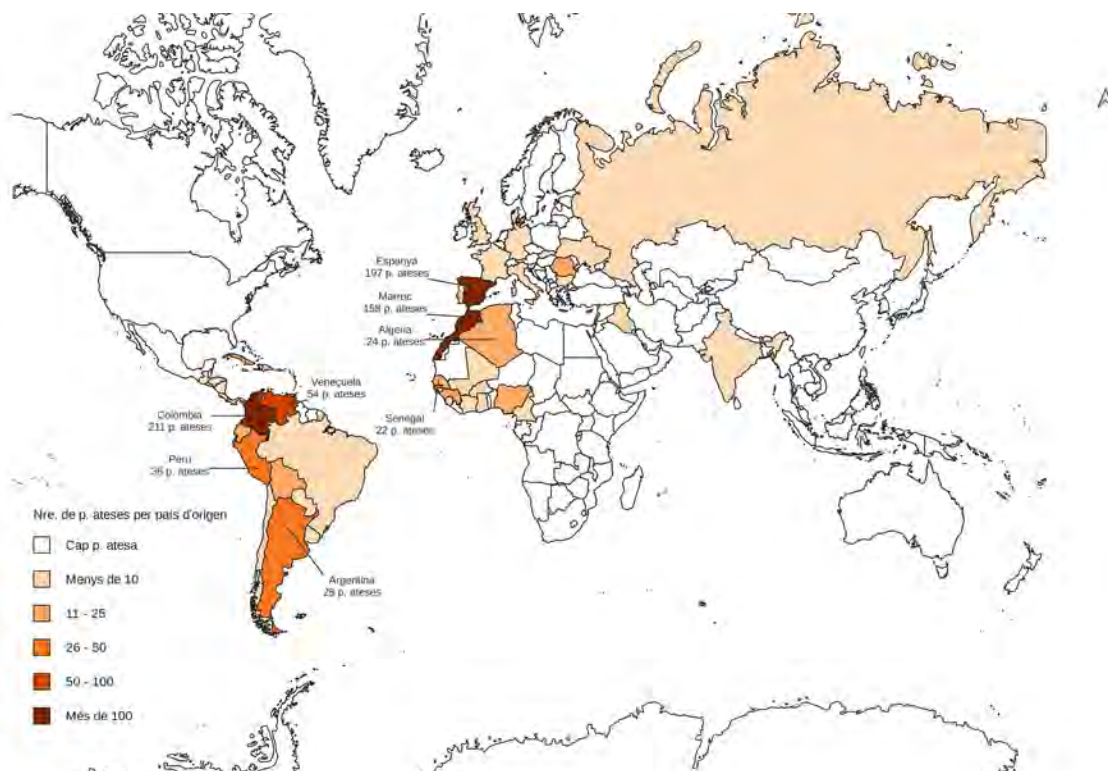 Espanya
197 p. ateses
Marroc
158 p. ateses
Algeria
24 p. ateses
Veneçuela
54 p. ateses
Colòmbia
211 p. ateses
Senegal
22 p. ateses
Perú
36 p. ateses
Argentina
28 p. ateses
Nre. de p. ateses per país d'origen
Cap p. atesa
Menys de 10
11 - 25
26 - 50
50 - 100
Més de 100